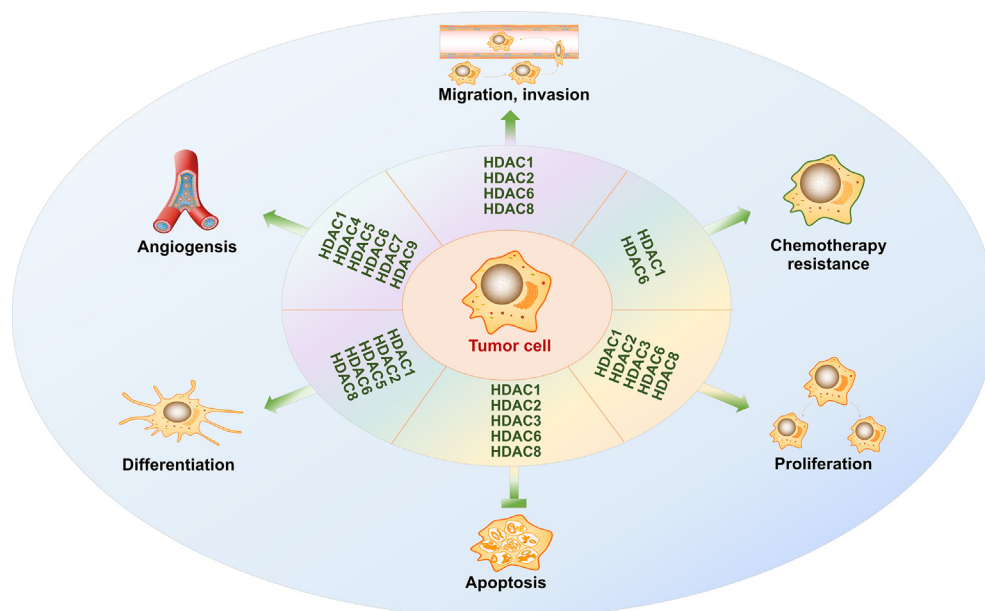 Migration, invasion
HDAC1
HDAC2
HDAC6
HDAC8
Angiogensis
HDAC1
HDAC4
HDAC5
HDAC6
HDAC7
HDAC9
Chemotherapy
resistance
HDAC1
HDAC6
Tumor cell
HDAC1
HDAC2
HDAC5
HDAC6
HDAC8
Differentiation
HDAC1
HDAC2
HDAC3
HDAC6
HDAC8
Proliferation
HDAC1
HDAC2
HDAC3
HDAC6
HDAC8
Apoptosis